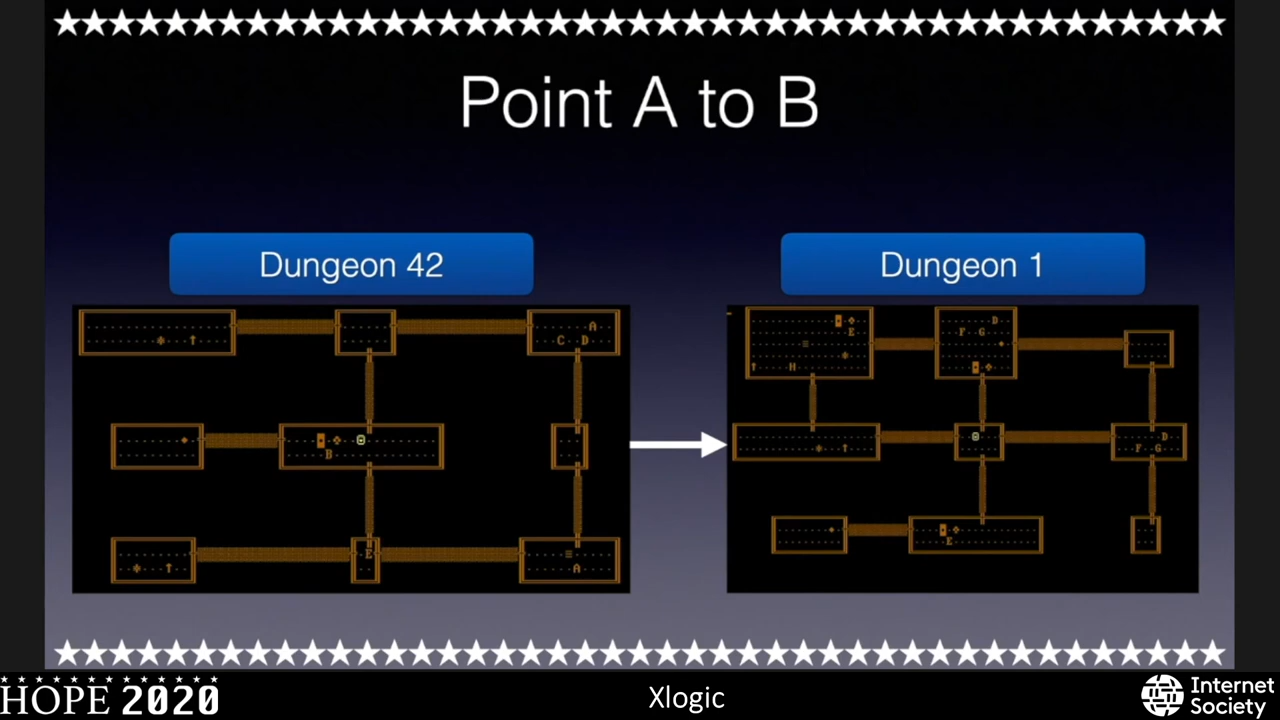 Point A to B
Dungeon 42
Dungeon 1
A
C D
B
E
A
E
D
F G
H
D
F G
E
HOPE 2020
Xlogic
Internet
Society